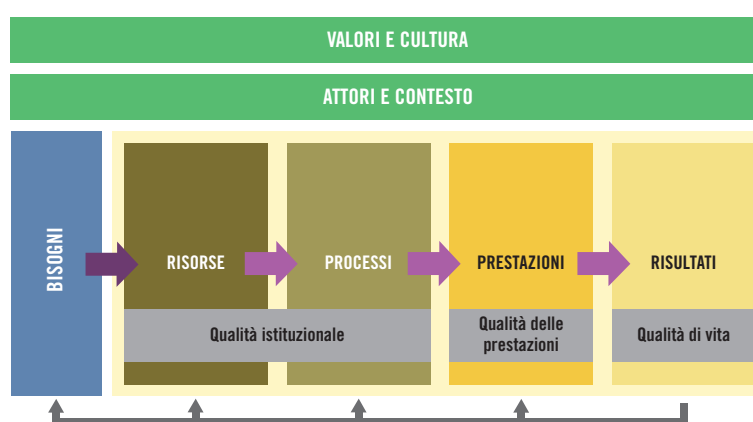 VALORI E CULTURA
ATTORI E CONTESTO
BISOGNI
RISORSE
PROCESSI
PRESTAZIONI
RISULTATI
Qualità istituzionale
Qualità delle
prestazioni
Qualità di vita